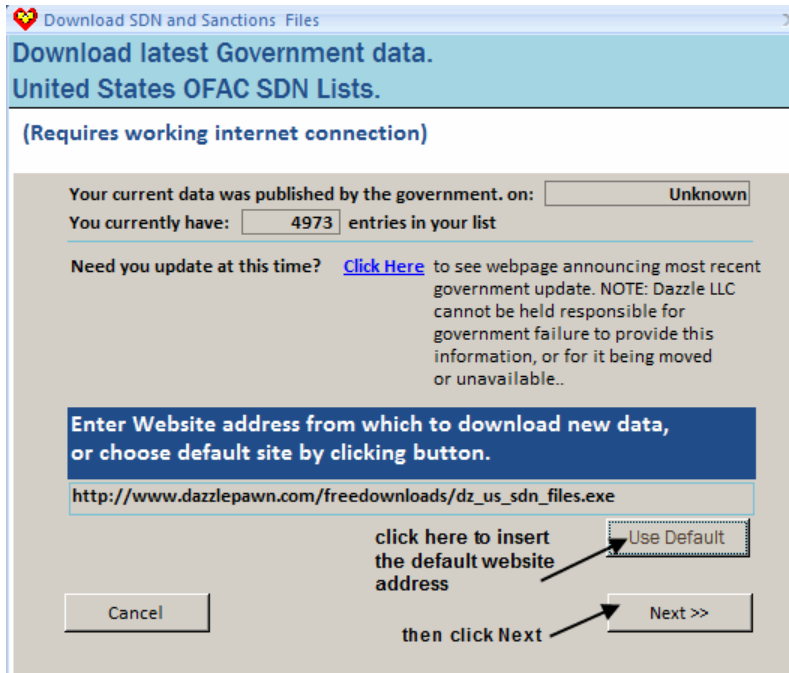 Download SDN and Sanctions Files
Download latest Government data.
United States OFAC SDN Lists.
(Requires working internet connection)
Your current data was published by the government. on: Unknown
You currently have: 4973 entries in your list
Need you update at this time? Click Here to see webpage announcing most recent
government update. NOTE: Dazzle LLC
cannot be held responsible for
government failure to provide this
information, or for it being moved
or unavailable..
Enter Website address from which to download new data,
or choose default site by clicking button.
http://www.dazzlepawn.com/freedownloads/dz_us_sdn_files.exe
click here to insert
the default website
address
Use Default
Cancel
then click Next
Next >>